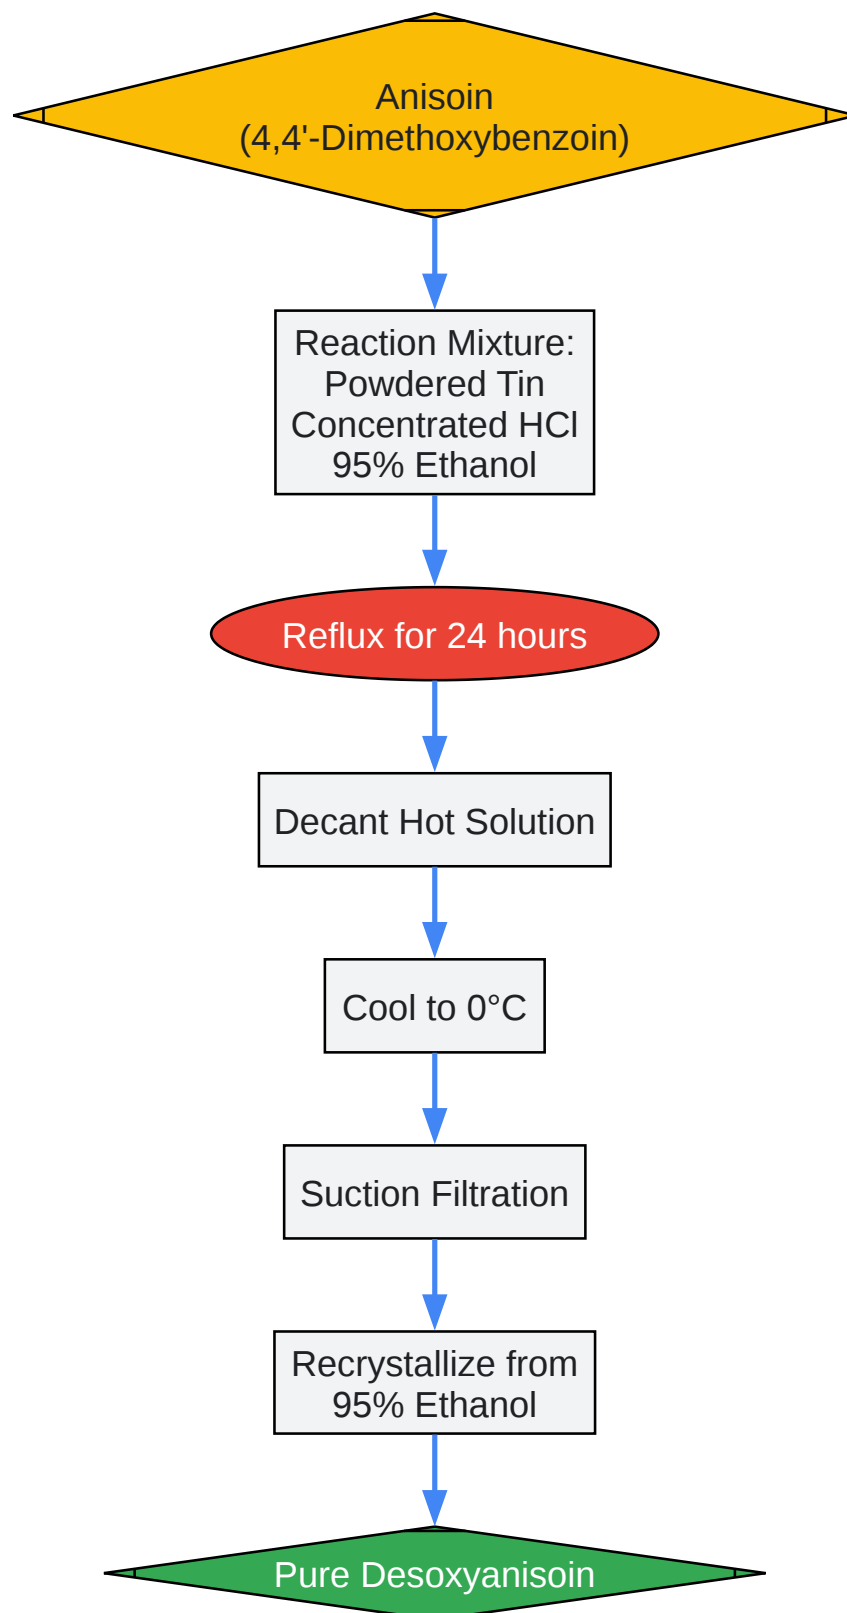 Anisoin
(4,4'-Dimethoxybenzoin)
Reaction Mixture:
Powdered Tin
Concentrated HCl
95% Ethanol
Reflux for 24 hours
Decant Hot Solution
Cool to 0°C
Suction Filtration
Recrystallize from
95% Ethanol
Pure Desoxyanisoin